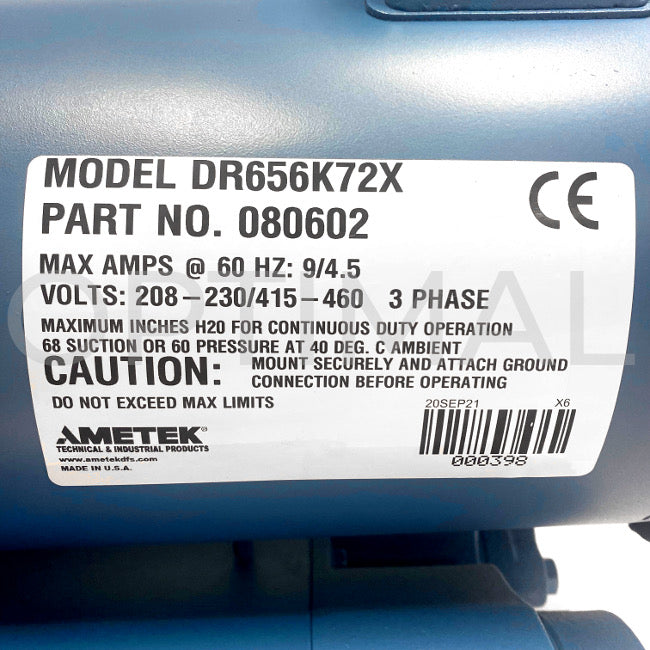 MODEL DR656K72X
PART NO. 080602
CE
MAX AMPS @ 60 HZ: 9/4.5
VOLTS: 208–230/415–460 3 PHASE
MAXIMUM INCHES H20 FOR CONTINUOUS DUTY OPERATION
68 SUCTION OR 60 PRESSURE AT 40 DEG. C AMBIENT
CAUTION: MOUNT SECURELY AND ATTACH GROUND
CONNECTION BEFORE OPERATING
DO NOT EXCEED MAX LIMITS
20SEP21 X6
000398
AMETEK®
TECHNICAL & INDUSTRIAL PRODUCTS
www.ametekdfs.com
MADE IN U.S.A.
OPTIMAL